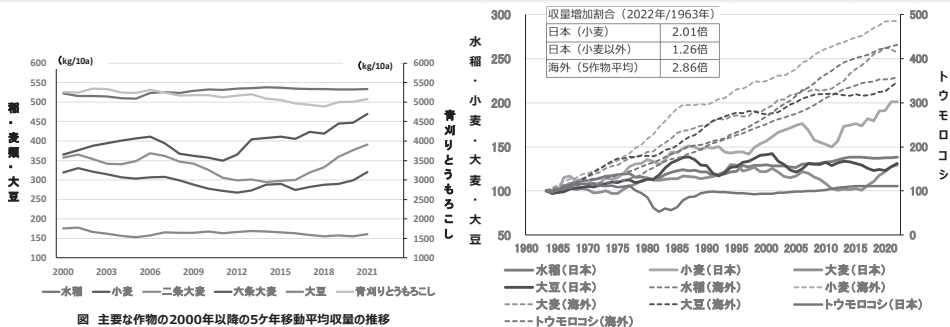 (kg/10a)
(kg/10a)
600
550
500
450
400
350
300
250
200
150
100
6000
5500
5000
4500
4000
3500
3000
2500
2000
1500
1000
稲・麦類・大豆
青刈りとうもろこし
2000 2003 2006 2009 2012 2015 2018 2021
水稲 小麦 二条大麦 六条大麦 大豆 青刈りとうもろこし
図 主要な作物の2000年以降の5ケ年移動平均収量の推移
収量増加割合(2022年/1963年)
日本(小麦) 2.01倍
日本(小麦以外) 1.26倍
海外(5作物平均) 2.86倍
水稲・小麦・大麦・大豆
トウモロコシ
300
250
200
150
100
50
500
400
300
200
100
0
1960 1965 1970 1975 1980 1985 1990 1995 2000 2005 2010 2015 2020
水稲(日本) 小麦(日本) 大麦(日本)
大豆(日本) 水稲(海外) 小麦(海外)
大麦(海外) 大豆(海外) トウモロコシ(日本)
トウモロコシ(海外)